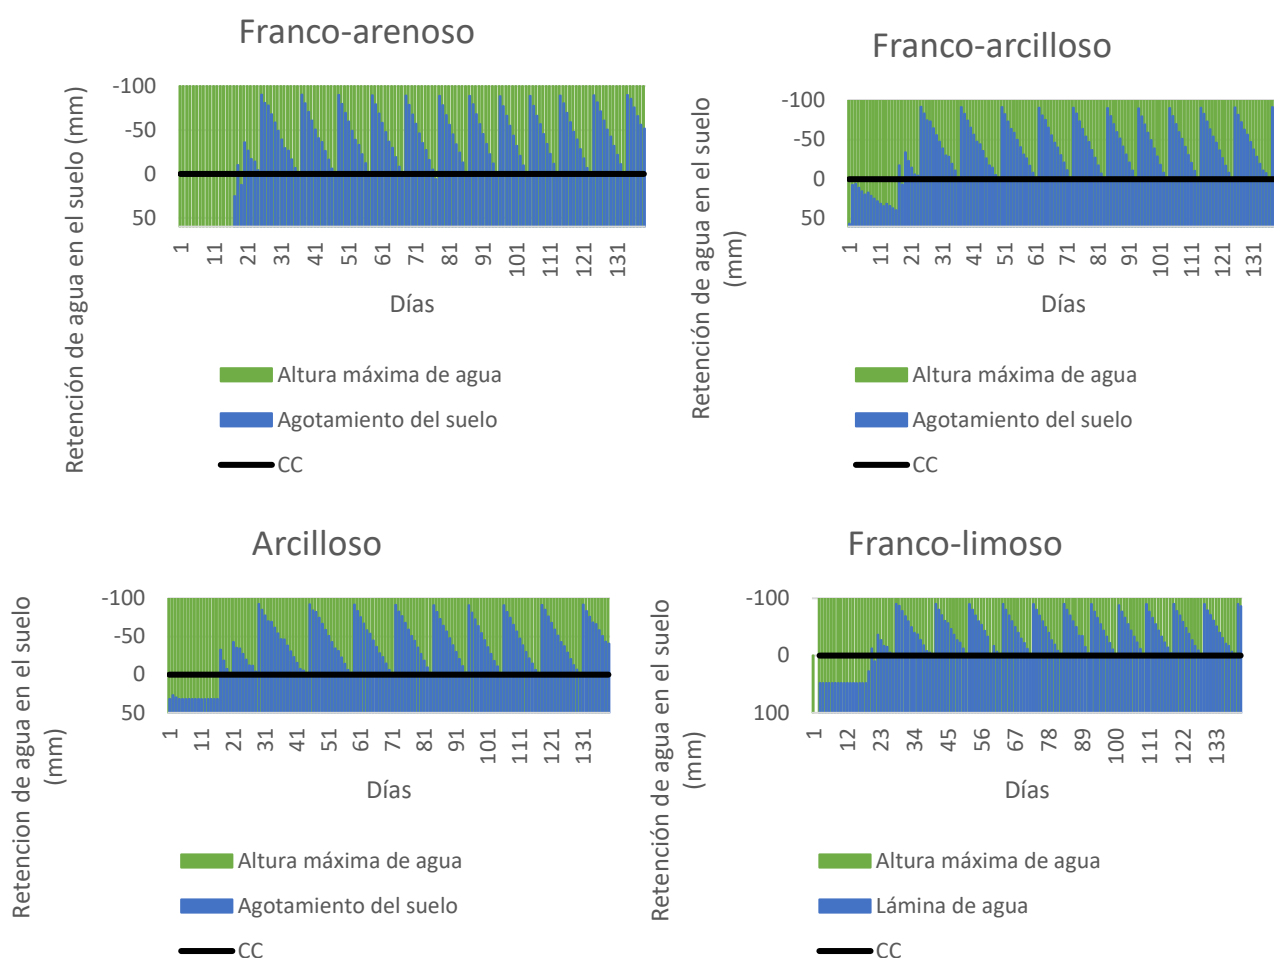 Franco-arenoso
Retención de agua en el suelo (mm)
-100
-50
0
50
1 11 21 31 41 51 61 71 81 91 101 111 121 131
Días
Altura máxima de agua
Agotamiento del suelo
CC
Franco-arcilloso
Retención de agua en el suelo
(mm)
-100
-50
0
50
1 11 21 31 41 51 61 71 81 91 101 111 121 131
Días
Altura máxima de agua
Agotamiento del suelo
CC
Arcilloso
Retencion de agua en el suelo
(mm)
-100
-50
0
50
1 11 21 31 41 51 61 71 81 91 101 111 121 131
Días
Altura máxima de agua
Agotamiento del suelo
CC
Franco-limoso
Retención de agua en el suelo
(mm)
-100
0
100
1 12 23 34 45 56 67 78 89 100 111 122 133
Días
Altura máxima de agua
Lámina de agua
CC